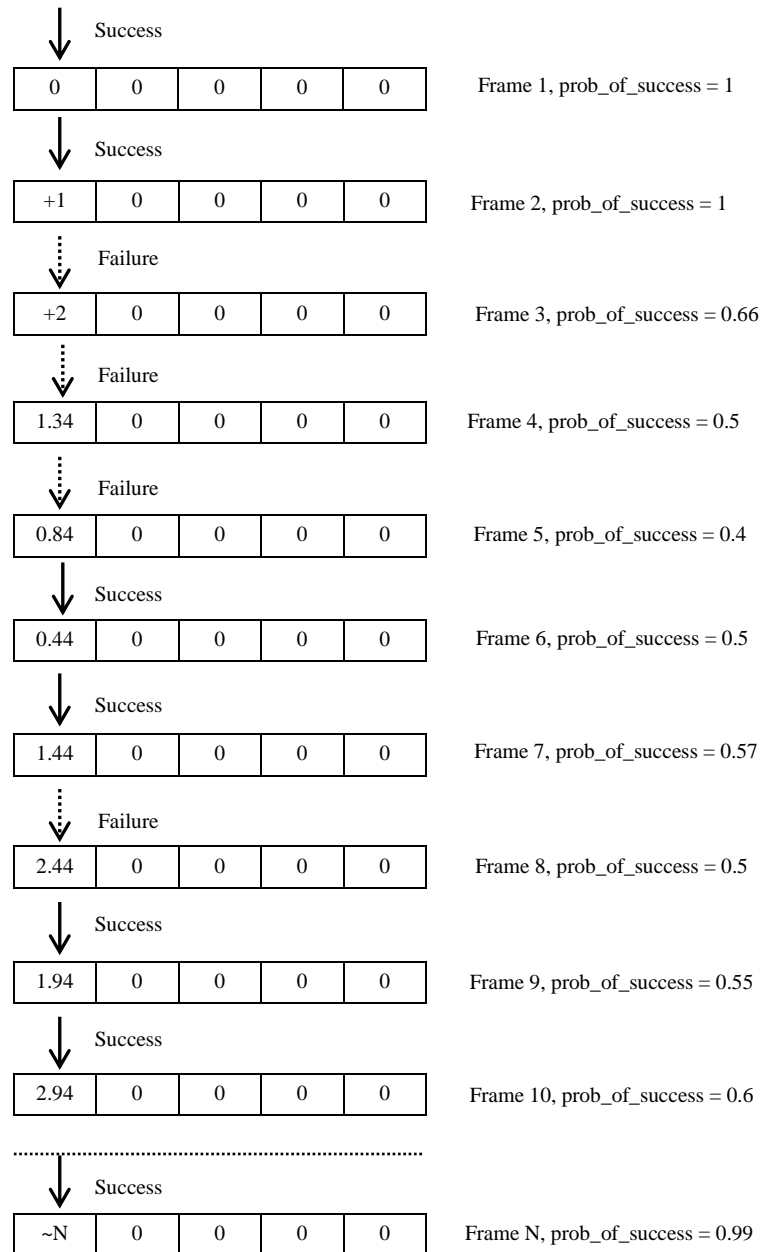 Success
0 0 0 0 0 Frame 1, prob_of_success = 1
Success
+1 0 0 0 0 Frame 2, prob_of_success = 1
Failure
+2 0 0 0 0 Frame 3, prob_of_success = 0.66
Failure
1.34 0 0 0 0 Frame 4, prob_of_success = 0.5
Failure
0.84 0 0 0 0 Frame 5, prob_of_success = 0.4
Success
0.44 0 0 0 0 Frame 6, prob_of_success = 0.5
Success
1.44 0 0 0 0 Frame 7, prob_of_success = 0.57
Failure
2.44 0 0 0 0 Frame 8, prob_of_success = 0.5
Success
1.94 0 0 0 0 Frame 9, prob_of_success = 0.55
Success
2.94 0 0 0 0 Frame 10, prob_of_success = 0.6
Success
~N 0 0 0 0 Frame N, prob_of_success = 0.99